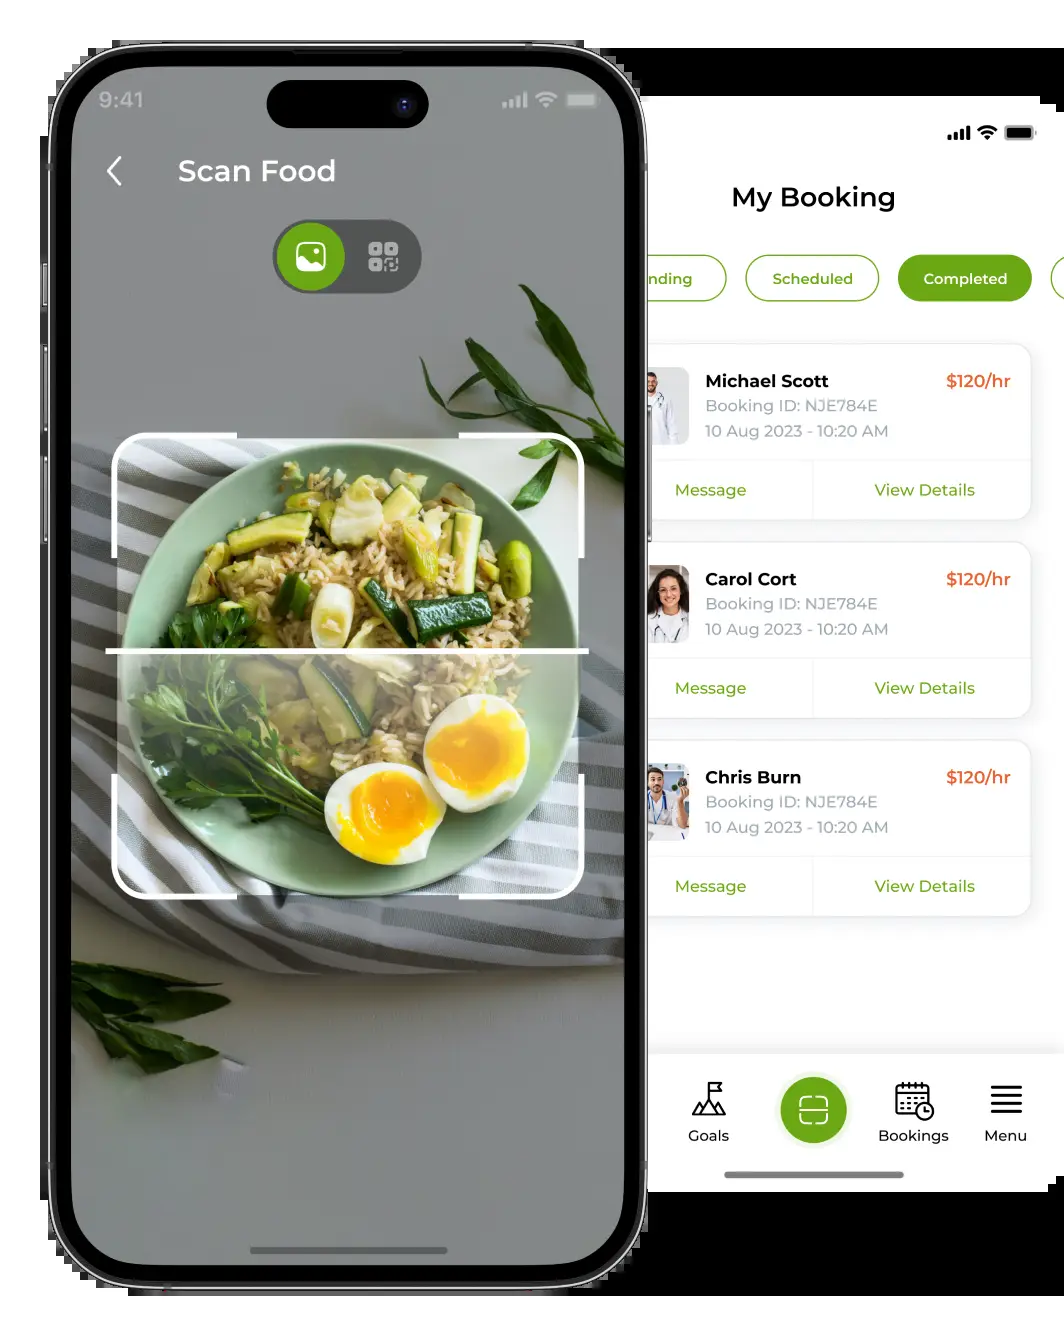 9:41
Scan Food
My Booking
nding
Scheduled
Completed
Michael Scott
$120/hr
Booking ID: NJE784E
10 Aug 2023 - 10:20 AM
Message
View Details
Carol Cort
$120/hr
Booking ID: NJE784E
10 Aug 2023 - 10:20 AM
Message
View Details
Chris Burn
$120/hr
Booking ID: NJE784E
10 Aug 2023 - 10:20 AM
Message
View Details
Goals
Bookings
Menu